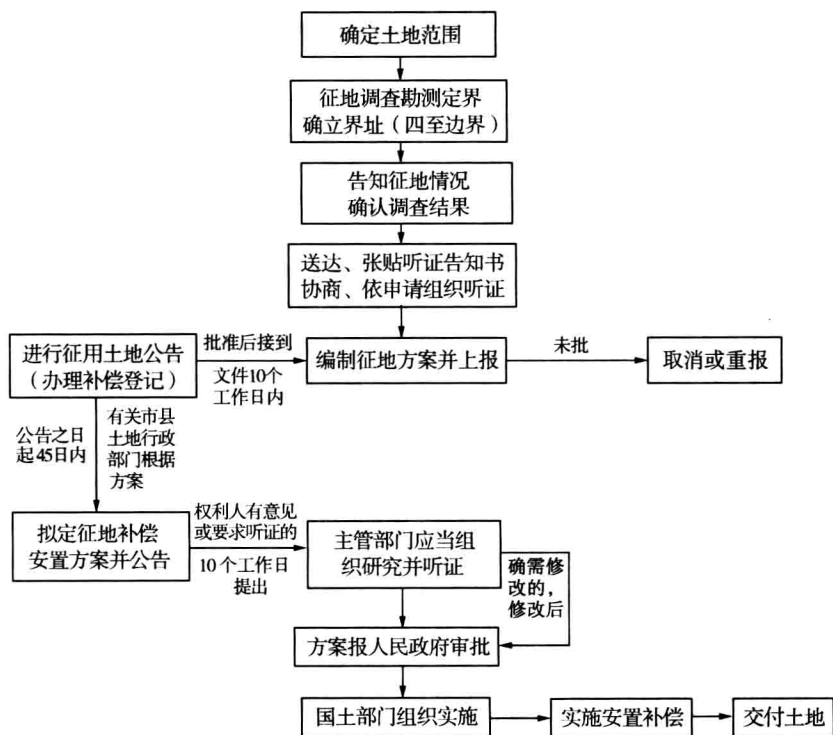 确定土地范围
征地调查勘测定界
确立界址（四至边界）
告知征地情况
确认调查结果
送达、张贴听证告知书
协商、依申请组织听证
进行征用土地公告
（办理补偿登记）
批准后接到
文件10个
工作日内
编制征地方案并上报
未批
取消或重报
公告之日
起45日内
有关市县
土地行政
部门根据
方案
拟定征地补偿
安置方案并公告
权利人有意见
或要求听证的
10个工作日
提出
主管部门应当组
织研究并听证
确需修
改的，
修改后
方案报人民政府审批
国土部门组织实施
实施安置补偿
交付土地